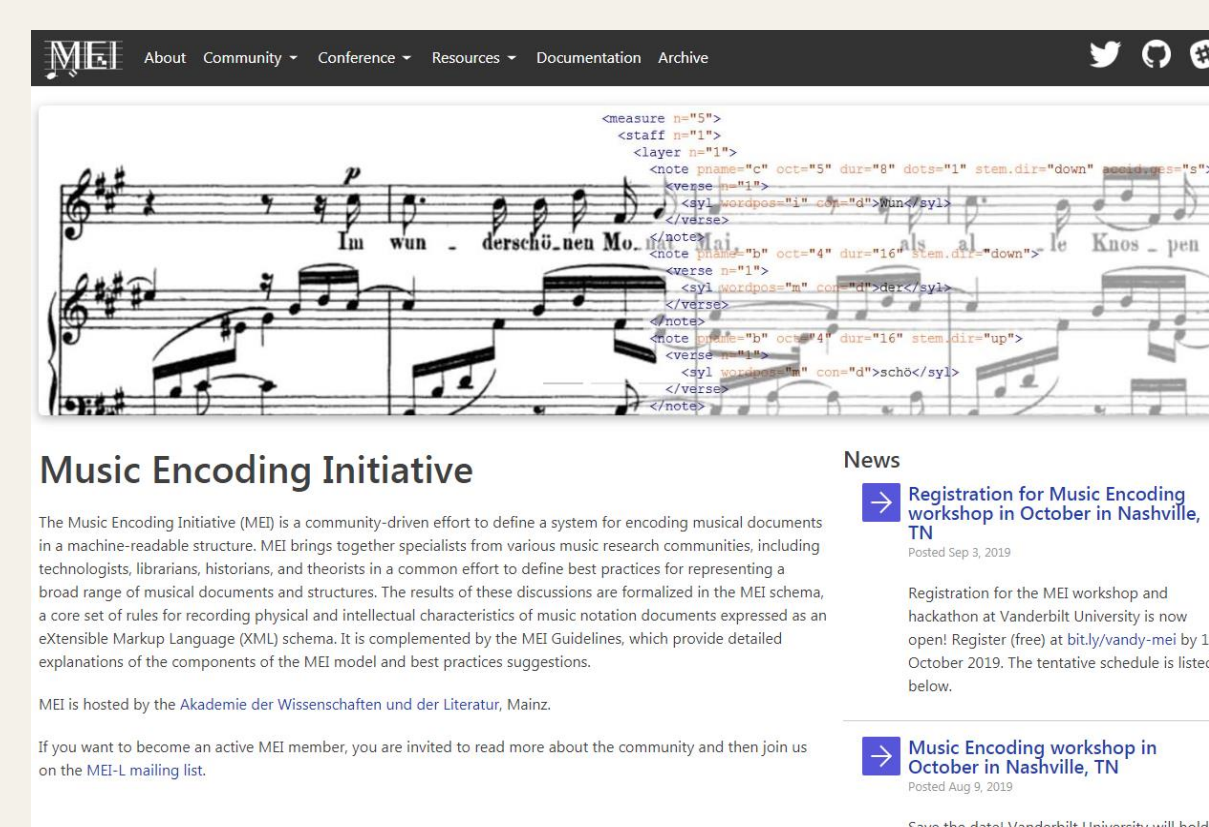 MEI About Community Conference Resources Documentation Archive
<measure n="5">
<staff n="1">
<layer n="1">
<note pname="c" oct="5" dur="8" dots="1" stem.dir="down" accid.ges="s">
<verse n="1">
<syl wordpos="i" con="d">Wun</syl>
</verse>
</note>
<note pname="b" oct="4" dur="16" stem.dir="down">
<verse n="1">
<syl wordpos="m" con="d">der</syl>
</verse>
</note>
<note pname="b" oct="4" dur="16" stem.dir="up">
<verse n="1">
<syl wordpos="m" con="d">schö</syl>
</verse>
</note>
p
Im wun - derschö-nen Mo-nat Mai, als al - le Knos - pen
Music Encoding Initiative
The Music Encoding Initiative (MEI) is a community-driven effort to define a system for encoding musical documents
in a machine-readable structure. MEI brings together specialists from various music research communities, including
technologists, librarians, historians, and theorists in a common effort to define best practices for representing a
broad range of musical documents and structures. The results of these discussions are formalized in the MEI schema,
a core set of rules for recording physical and intellectual characteristics of music notation documents expressed as an
eXtensible Markup Language (XML) schema. It is complemented by the MEI Guidelines, which provide detailed
explanations of the components of the MEI model and best practices suggestions.
MEI is hosted by the Akademie der Wissenschaften und der Literatur, Mainz.
If you want to become an active MEI member, you are invited to read more about the community and then join us
on the MEI-L mailing list.
News
Registration for Music Encoding
workshop in October in Nashville,
TN
Posted Sep 3, 2019
Registration for the MEI workshop and
hackathon at Vanderbilt University is now
open! Register (free) at bit.ly/vandy-mei by 1
October 2019. The tentative schedule is listed
below.
Music Encoding workshop in
October in Nashville, TN
Posted Aug 9, 2019
Save the date! Vanderbilt University will hold